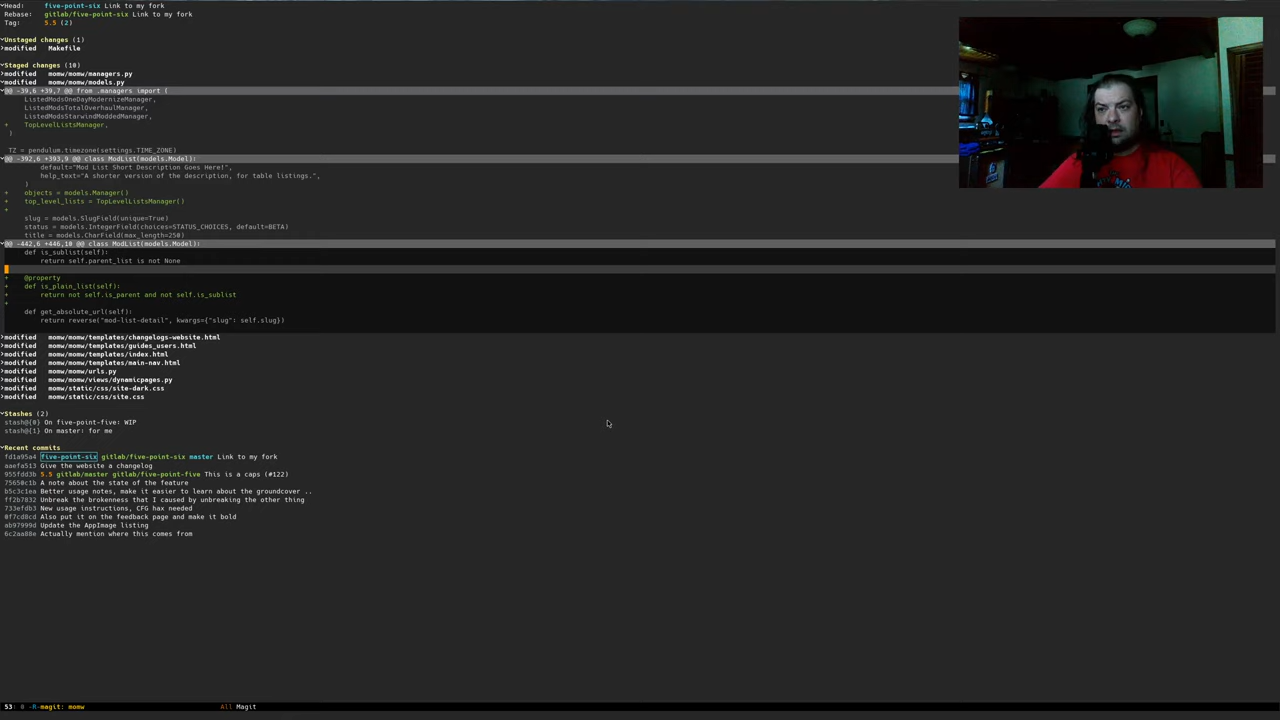 Head:     five-point-six Link to my fork
Rebase:   gitlab/five-point-six Link to my fork
Tag:      5.5 (2)
Unstaged changes (1)
modified   Makefile
Staged changes (10)
modified   momw/momw/managers.py
modified   momw/momw/models.py
@@ -39,6 +39,7 @@ from .managers import (
     ListedModsOneDayModernizeManager,
     ListedModsTotalOverhaulManager,
     ListedModsStarwindModdedManager,
+    TopLevelListsManager,
 )
 TZ = pendulum.timezone(settings.TIME_ZONE)
@@ -392,6 +393,9 @@ class ModList(models.Model):
         default="Mod List Short Description Goes Here!",
         help_text="A shorter version of the description, for table listings.",
     )
+    objects = models.Manager()
+    top_level_lists = TopLevelListsManager()
+
     slug = models.SlugField(unique=True)
     status = models.IntegerField(choices=STATUS_CHOICES, default=BETA)
     title = models.CharField(max_length=250)
@@ -442,6 +446,10 @@ class ModList(models.Model):
     def is_sublist(self):
         return self.parent_list is not None
+    @property
+    def is_plain_list(self):
+        return not self.is_parent and not self.is_sublist
+
     def get_absolute_url(self):
         return reverse("mod-list-detail", kwargs={"slug": self.slug})
modified   momw/momw/templates/changelogs-website.html
modified   momw/momw/templates/guides_users.html
modified   momw/momw/templates/index.html
modified   momw/momw/templates/main-nav.html
modified   momw/momw/urls.py
modified   momw/momw/views/dynamicpages.py
modified   momw/static/css/site-dark.css
modified   momw/static/css/site.css
Stashes (2)
stash@{0} On five-point-five: WIP
stash@{1} On master: for me
Recent commits
fd1a95a4 five-point-six gitlab/five-point-six master Link to my fork
aaefa513 Give the website a changelog
955fdd3b 5.5 gitlab/master gitlab/five-point-five This is a caps (#122)
75650c1b A note about the state of the feature
b5c3c1ea Better usage notes, make it easier to learn about the groundcover ..
ff2b7832 Unbreak the brokenness that I caused by unbreaking the other thing
733efdb3 New usage instructions, CFG hax needed
0f7cd8cd Also put it on the feedback page and make it bold
ab97999d Update the AppImage listing
6c2aa88e Actually mention where this comes from
53: 0 -R-magit: momw     All Magit